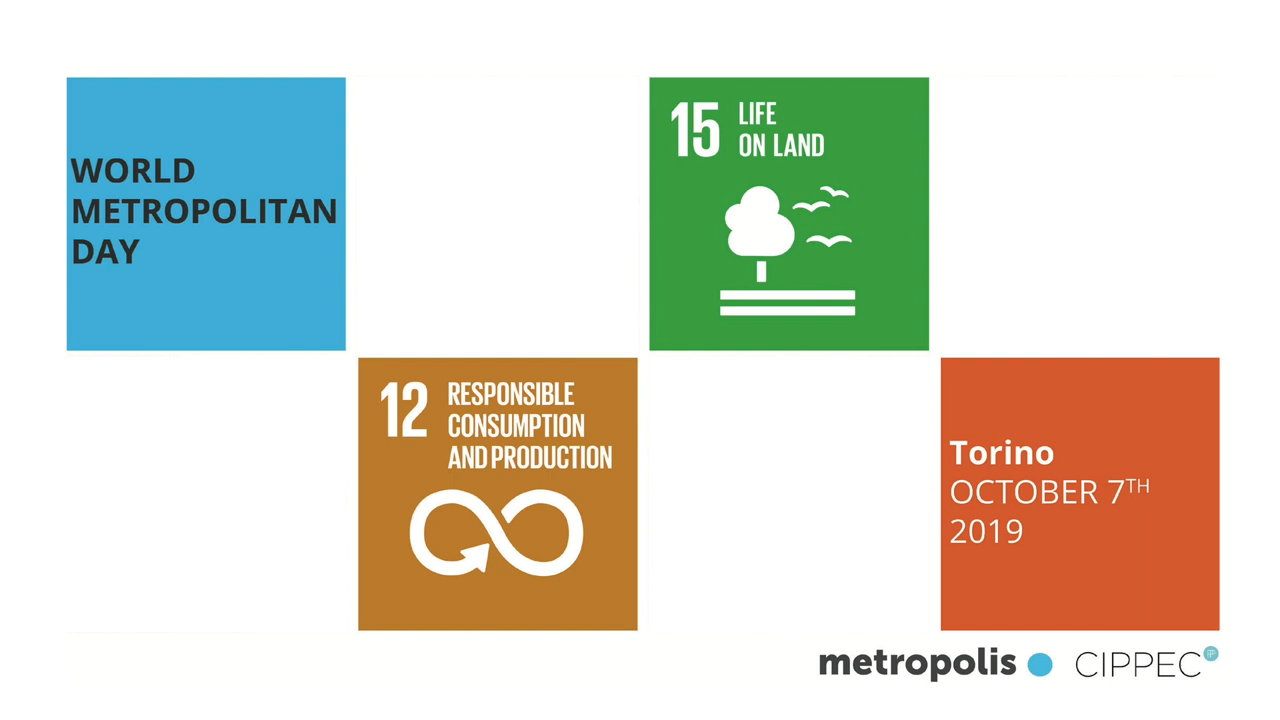 WORLD
METROPOLITAN
DAY
15 LIFE
ON LAND
12 RESPONSIBLE
CONSUMPTION
AND PRODUCTION
Torino
OCTOBER 7TH
2019
metropolis CIPPEC